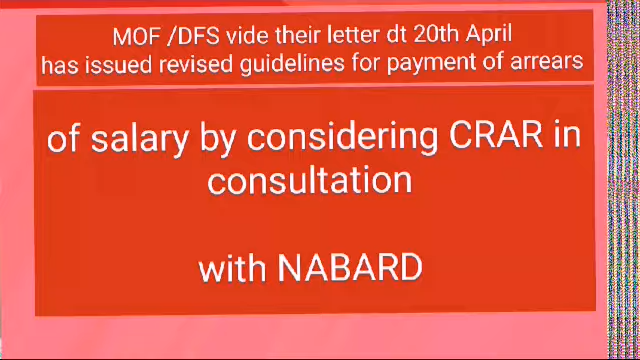 MOF /DFS vide their letter dt 20th April
has issued revised guidelines for payment of arrears
of salary by considering CRAR in
consultation
with NABARD